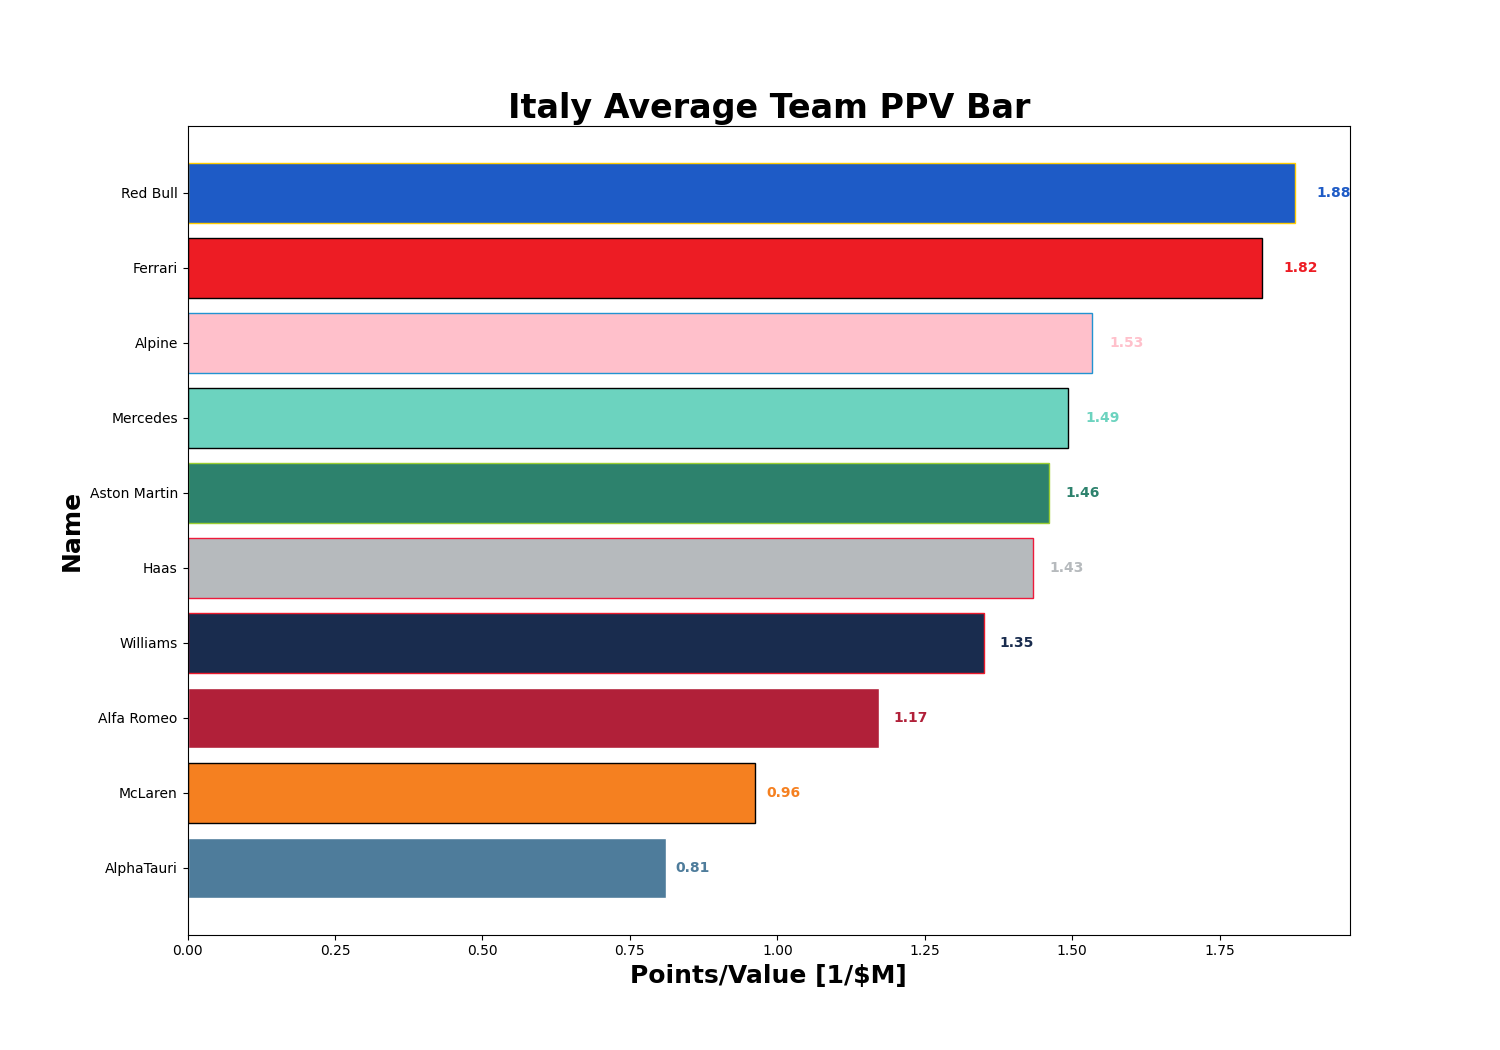 Italy Average Team PPV Bar
Name
Red Bull 1.88
Ferrari 1.82
Alpine 1.53
Mercedes 1.49
Aston Martin 1.46
Haas 1.43
Williams 1.35
Alfa Romeo 1.17
McLaren 0.96
AlphaTauri 0.81
0.00 0.25 0.50 0.75 1.00 1.25 1.50 1.75
Points/Value [1/$M]